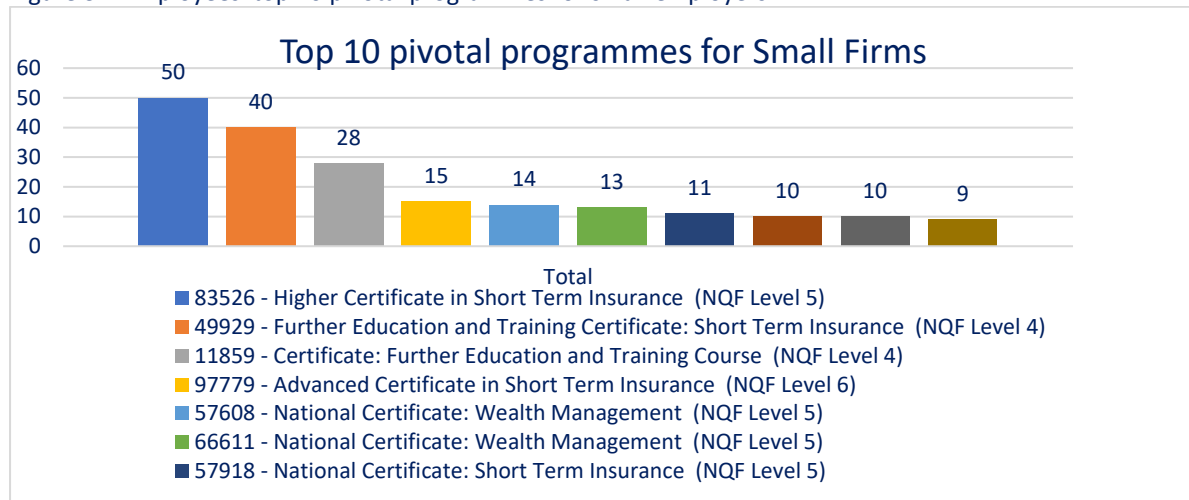 Top 10 pivotal programmes for Small Firms
60
50
40
30
20
10
0
50
40
28
15
14
13
11
10
10
9
Total
83526 - Higher Certificate in Short Term Insurance (NQF Level 5)
49929 - Further Education and Training Certificate: Short Term Insurance (NQF Level 4)
11859 - Certificate: Further Education and Training Course (NQF Level 4)
97779 - Advanced Certificate in Short Term Insurance (NQF Level 6)
57608 - National Certificate: Wealth Management (NQF Level 5)
66611 - National Certificate: Wealth Management (NQF Level 5)
57918 - National Certificate: Short Term Insurance (NQF Level 5)